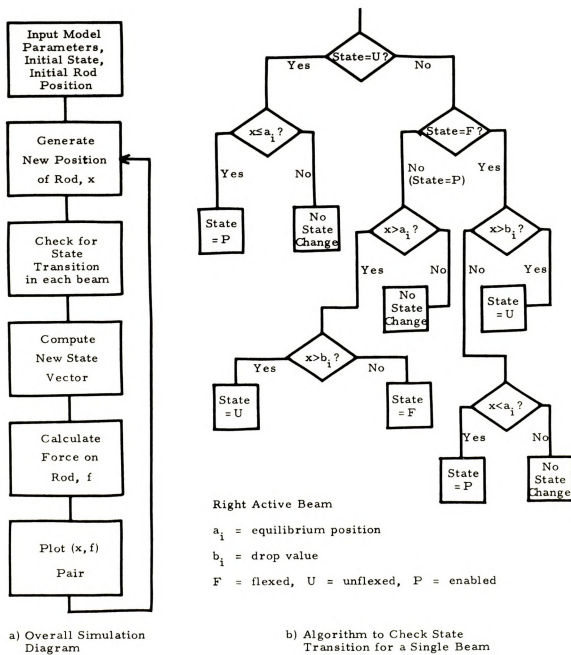 Input Model
Parameters,
Initial State,
Initial Rod
Position
Generate
New Position
of Rod, x
Check for
State
Transition
in each beam
Compute
New State
Vector
Calculate
Force on
Rod, f
Plot (x, f)
Pair
a) Overall Simulation
Diagram
State=U?
Yes
No
x≤a_i?
State=F?
Yes
No
No
(State=P)
Yes
State
= P
No
State
Change
x>a_i?
x>b_i?
Yes
No
No
Yes
x>b_i?
No
State
Change
State
= U
Yes
No
State
= U
State
= F
x<a_i?
Yes
No
State
= P
No
State
Change
Right Active Beam
a_i = equilibrium position
b_i = drop value
F = flexed, U = unflexed, P = enabled
b) Algorithm to Check State
Transition for a Single Beam